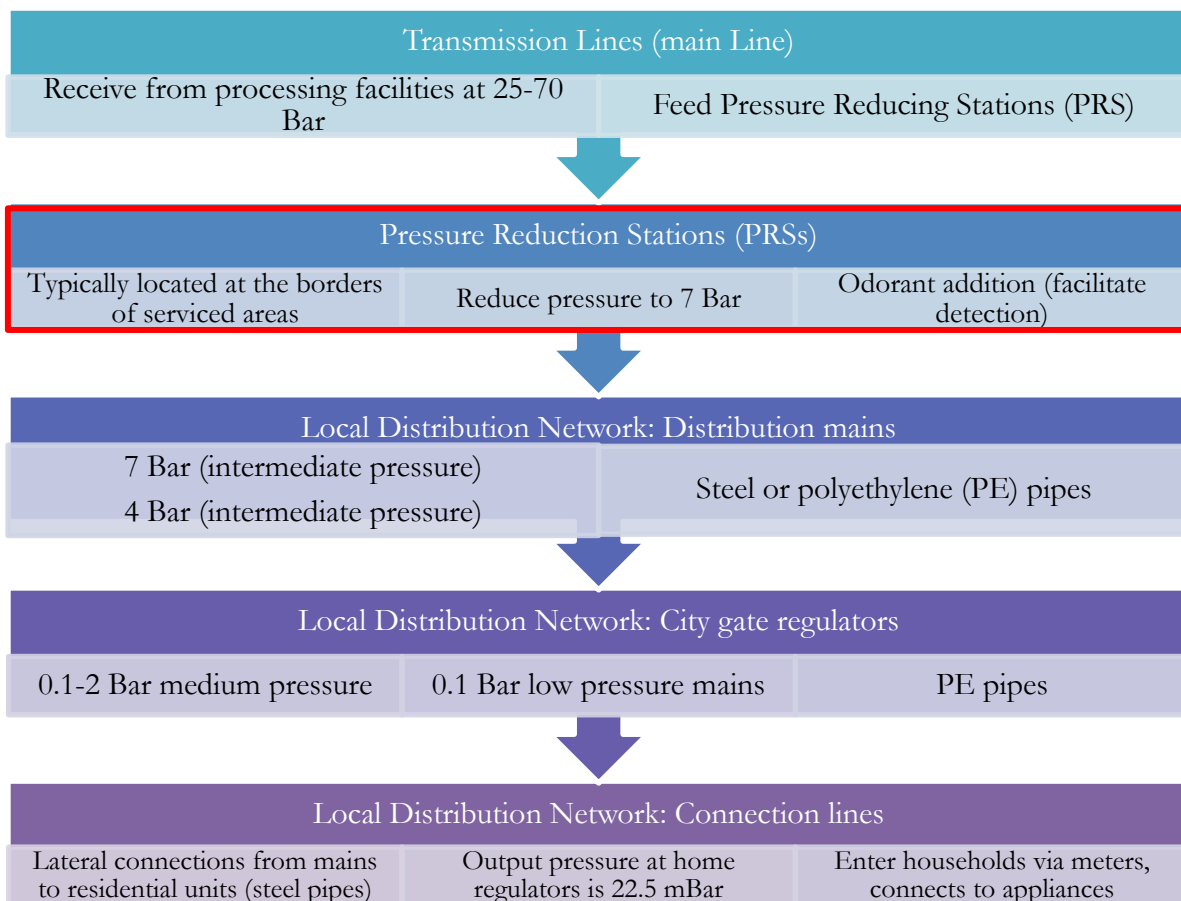 Transmission Lines (main Line)
Receive from processing facilities at 25-70
Bar
Feed Pressure Reducing Stations (PRS)
Pressure Reduction Stations (PRSs)
Typically located at the borders
of serviced areas
Reduce pressure to 7 Bar
Odorant addition (facilitate
detection)
Local Distribution Network: Distribution mains
7 Bar (intermediate pressure)
4 Bar (intermediate pressure)
Steel or polyethylene (PE) pipes
Local Distribution Network: City gate regulators
0.1-2 Bar medium pressure
0.1 Bar low pressure mains
PE pipes
Local Distribution Network: Connection lines
Lateral connections from mains
to residential units (steel pipes)
Output pressure at home
regulators is 22.5 mBar
Enter households via meters,
connects to appliances